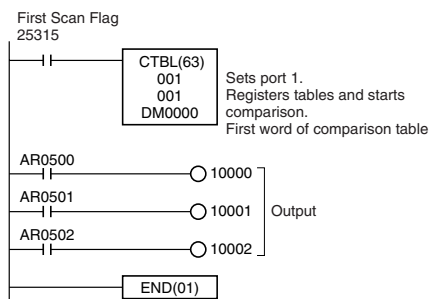 First Scan Flag
25315
CTBL(63)
001
001
DM0000
Sets port 1.
Registers tables and starts
comparison.
First word of comparison table
AR0500
10000
AR0501
10001
Output
AR0502
10002
END(01)